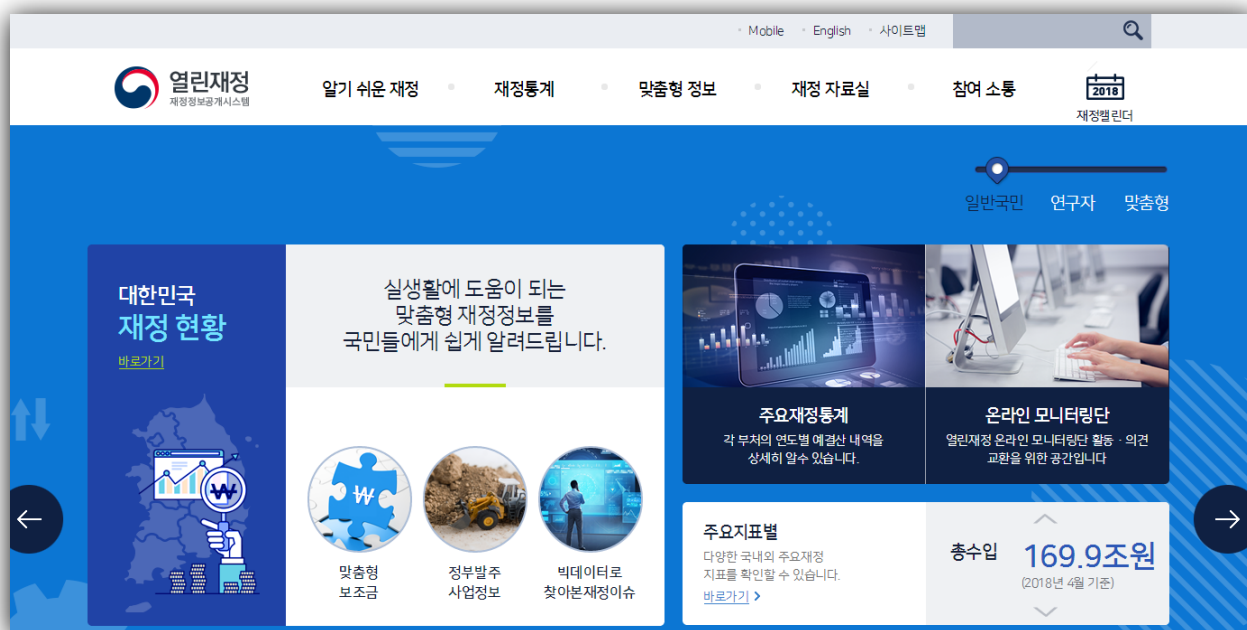 Mobile English 사이트맵
열린재정
재정정보공개시스템
알기 쉬운 재정 재정통계 맞춤형 정보 재정 자료실 참여 소통
2018
재정캘린더
일반국민 연구자 맞춤형
대한민국
재정 현황
바로가기
실생활에 도움이 되는
맞춤형 재정정보를
국민들에게 쉽게 알려드립니다.
₩
₩
맞춤형
보조금
정부발주
사업정보
빅데이터로
찾아본재정이슈
주요재정통계
각 부처의 연도별 예결산 내역을
상세히 알수 있습니다.
온라인 모니터링단
열린재정 온라인 모니터링단 활동 · 의견
교환을 위한 공간입니다
주요지표별
다양한 국내외 주요재정
지표를 확인할 수 있습니다.
바로가기 >
총수입 169.9조원
(2018년 4월 기준)